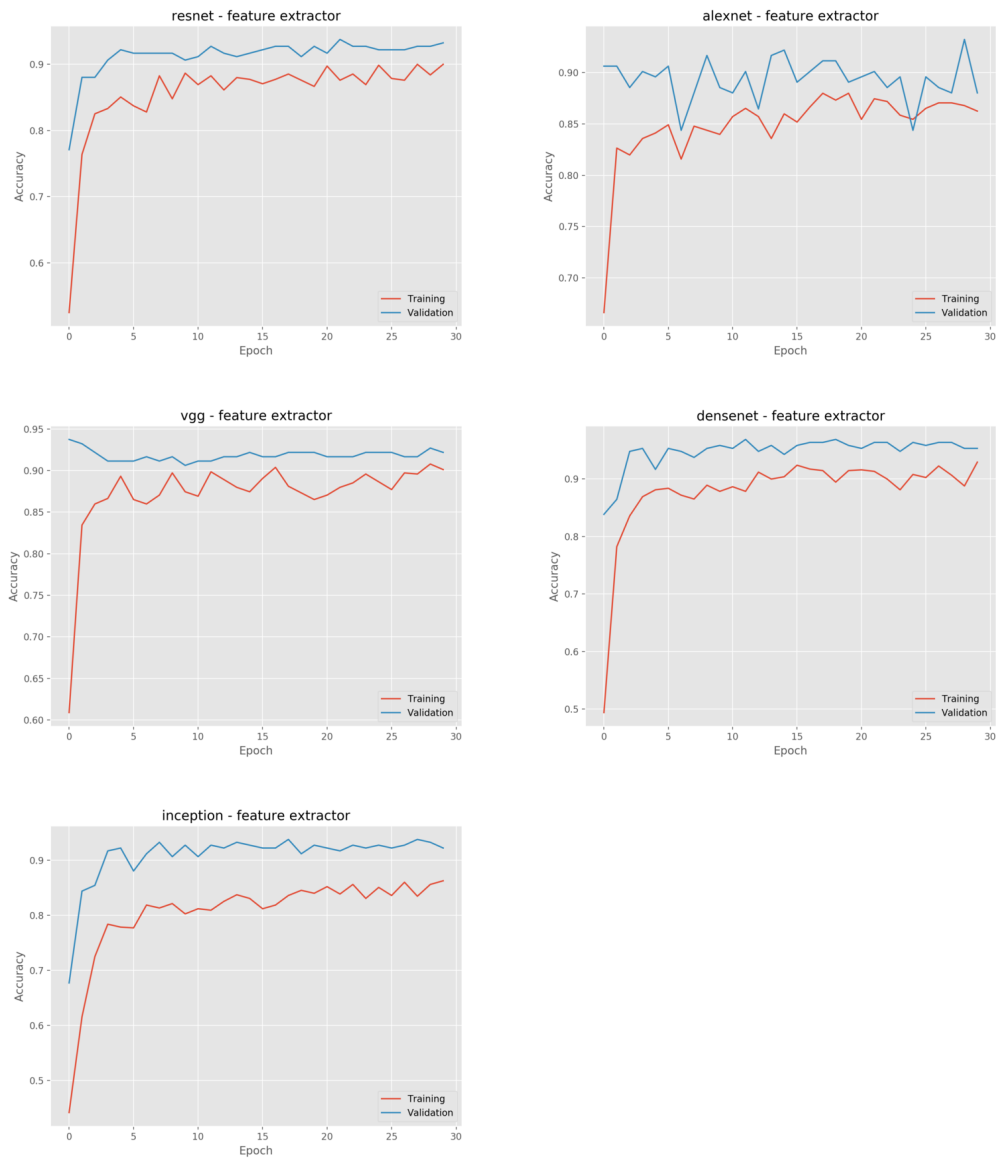 resnet - feature extractor
0.9
0.8
0.7
0.6
Accuracy
0 5 10 15 20 25 30
Epoch
Training
Validation
alexnet - feature extractor
0.90
0.85
0.80
0.75
0.70
Accuracy
0 5 10 15 20 25 30
Epoch
Training
Validation
vgg - feature extractor
0.95
0.90
0.85
0.80
0.75
0.70
0.65
0.60
Accuracy
0 5 10 15 20 25 30
Epoch
Training
Validation
densenet - feature extractor
0.9
0.8
0.7
0.6
0.5
Accuracy
0 5 10 15 20 25 30
Epoch
Training
Validation
inception - feature extractor
0.9
0.8
0.7
0.6
0.5
Accuracy
0 5 10 15 20 25 30
Epoch
Training
Validation